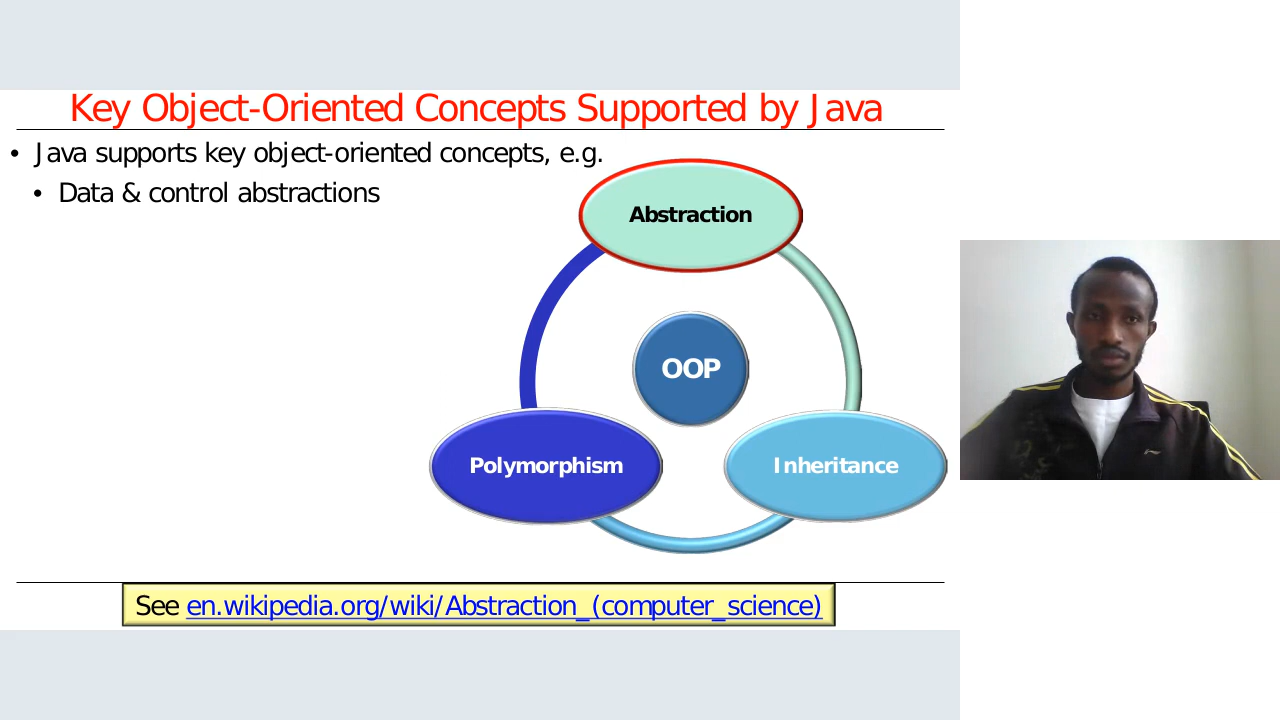 Key Object-Oriented Concepts Supported by Java
• Java supports key object-oriented concepts, e.g.
• Data & control abstractions
Abstraction
OOP
Polymorphism
Inheritance
See en.wikipedia.org/wiki/Abstraction_(computer_science)